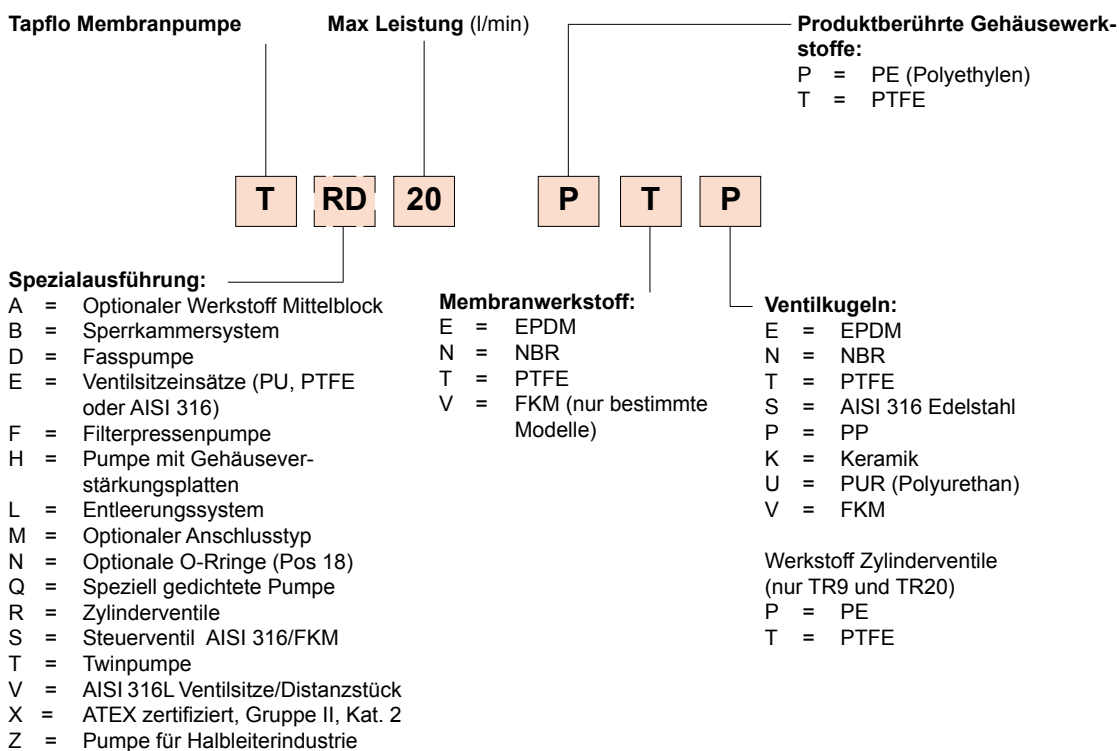 Tapflo Membranpumpe
Max Leistung (l/min)
Produktberührte Gehäusewerk-
stoffe:
P = PE (Polyethylen)
T = PTFE
T RD 20 P T P
Spezialausführung:
A = Optionaler Werkstoff Mittelblock
B = Sperrkammersystem
D = Fasspumpe
E = Ventilsitzeinsätze (PU, PTFE
oder AISI 316)
F = Filterpressenpumpe
H = Pumpe mit Gehäusever-
stärkungsplatten
L = Entleerungssystem
M = Optionaler Anschlusstyp
N = Optionale O-Rringe (Pos 18)
Q = Speziell gedichtete Pumpe
R = Zylinderventile
S = Steuerventil AISI 316/FKM
T = Twinpumpe
V = AISI 316L Ventilsitze/Distanzstück
X = ATEX zertifiziert, Gruppe II, Kat. 2
Z = Pumpe für Halbleiterindustrie
Membranwerkstoff:
E = EPDM
N = NBR
T = PTFE
V = FKM (nur bestimmte
Modelle)
Ventilkugeln:
E = EPDM
N = NBR
T = PTFE
S = AISI 316 Edelstahl
P = PP
K = Keramik
U = PUR (Polyurethan)
V = FKM
Werkstoff Zylinderventile
(nur TR9 und TR20)
P = PE
T = PTFE